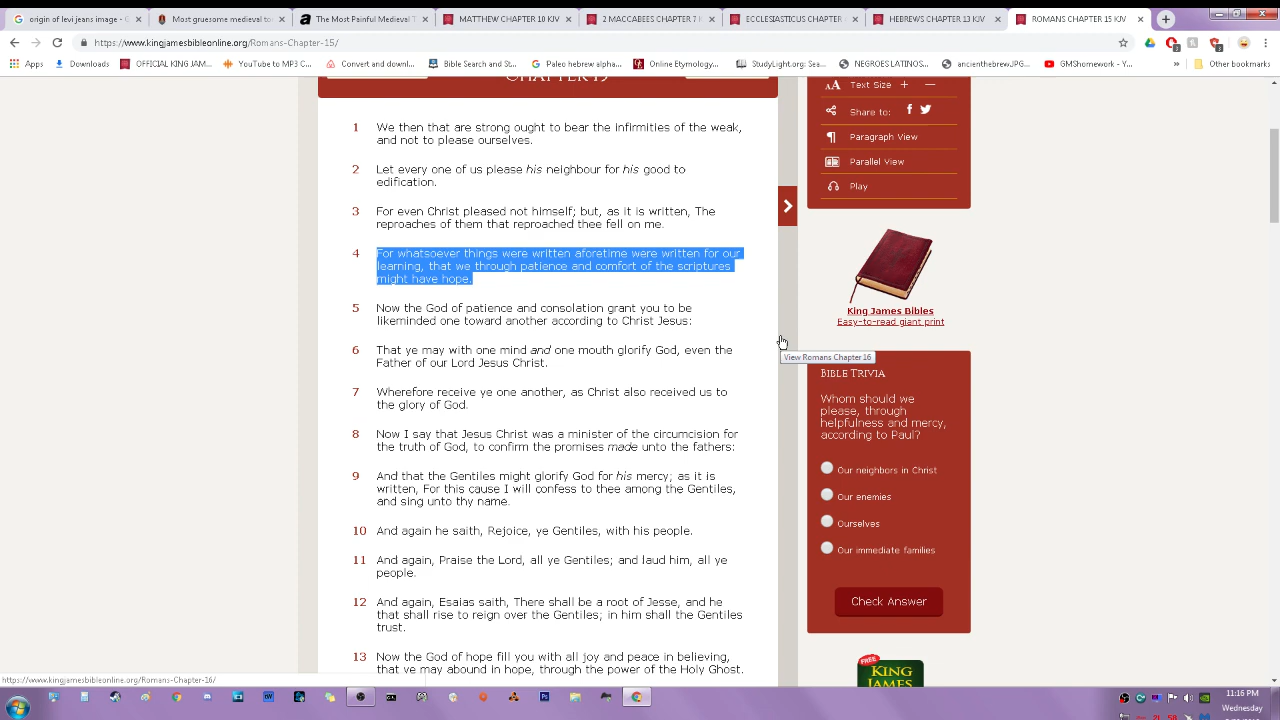 origin of levi jeans image - G
Most guesome medieval to
The Most Painful Medieval T
MATTHEW CHAPTER 5 KJV
2 MACCABEES CHAPTER 7 K
ECCLESIASTICUS CHAPTER
HEBREWS CHAPTER 13 KJV
ROMANS CHAPTER 15 KJV
https://www.kingjamesbibleonline.org/Romans-Chapter-15/
Apps
Downloads
OFFICIAL KING JAM...
YouTube to MP3 C...
Convert and downl...
Bible Search and S...
Paleo hebrew alpha...
Online Etymology...
StudyLight.org: Sea...
NEGROES LATINOS...
ancienthebrewJPG...
GMShomework - Y...
Other bookmarks
CHAPTER 15
1 We then that are strong ought to bear the infirmities of the weak,
and not to please ourselves.
2 Let every one of us please his neighbour for his good to
edification.
3 For even Christ pleased not himself; but, as it is written, The
reproaches of them that reproached thee fell on me.
4 For whatsoever things were written aforetime were written for our
learning, that we through patience and comfort of the scriptures
might have hope.
5 Now the God of patience and consolation grant you to be
likeminded one toward another according to Christ Jesus:
6 That ye may with one mind and one mouth glorify God, even the
Father of our Lord Jesus Christ.
7 Wherefore receive ye one another, as Christ also received us to
the glory of God.
8 Now I say that Jesus Christ was a minister of the circumcision for
the truth of God, to confirm the promises made unto the fathers:
9 And that the Gentiles might glorify God for his mercy; as it is
written, For this cause I will confess to thee among the Gentiles,
and sing unto thy name.
10 And again he saith, Rejoice, ye Gentiles, with his people.
11 And again, Praise the Lord, all ye Gentiles; and laud him, all ye
people.
12 And again, Esaias saith, There shall be a root of Jesse, and he
that shall rise to reign over the Gentiles; in him shall the Gentiles
trust.
13 Now the God of hope fill you with all joy and peace in believing,
that ye may abound in hope, through the power of the Holy Ghost.
AA Text Size + —
Share to:
Paragraph View
Parallel View
Play
King James Bibles
Easy-to-read giant print
View Romans Chapter 16
BIBLE TRIVIA
Whom should we
please, through
helpfulness and mercy,
according to Paul?
Our neighbors in Christ
Our enemies
Ourselves
Our immediate families
Check Answer
FREE
KING
JAMES
https://www.kingjamesbibleonline.org/Romans-Ch
11:16 PM
Wednesday